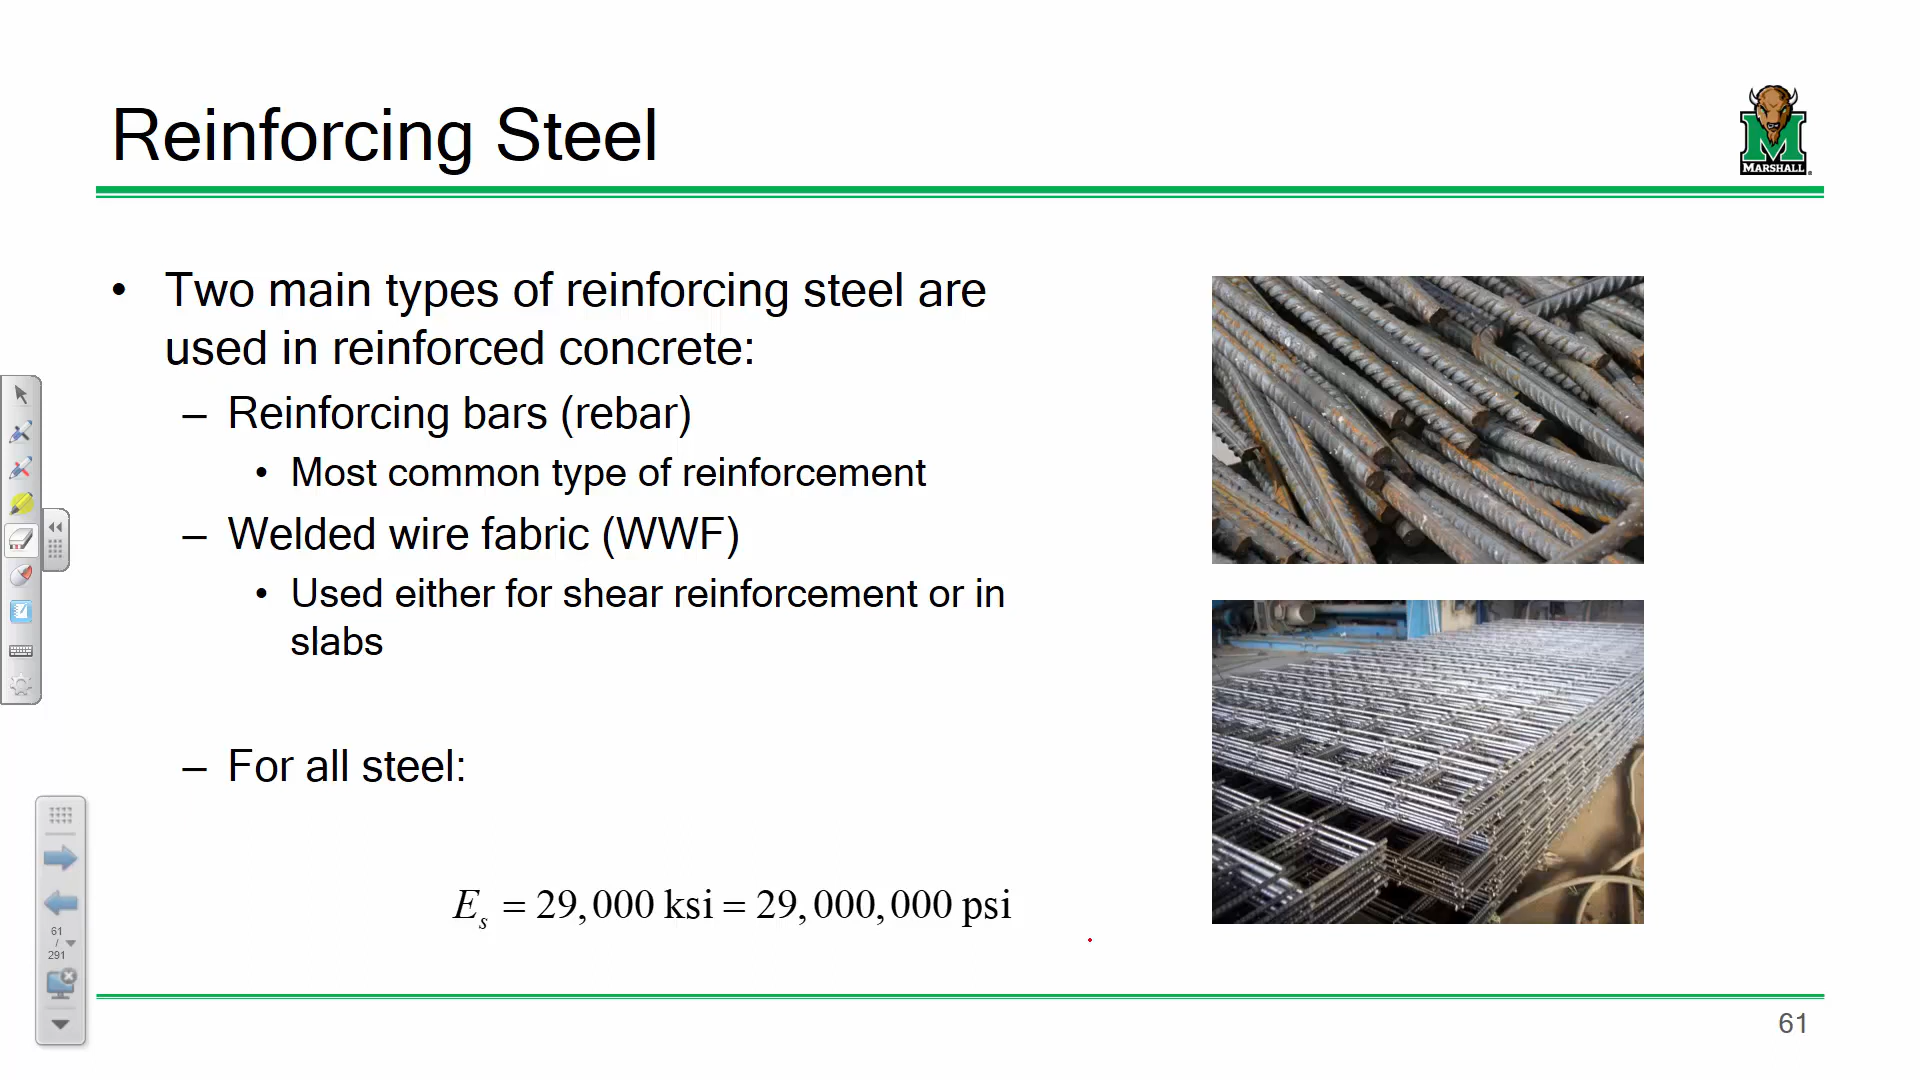 Reinforcing Steel
MARSHALL
• Two main types of reinforcing steel are
used in reinforced concrete:
– Reinforcing bars (rebar)
• Most common type of reinforcement
– Welded wire fabric (WWF)
• Used either for shear reinforcement or in
slabs
– For all steel:
E_s = 29,000 ksi = 29,000,000 psi
61
/
291
61